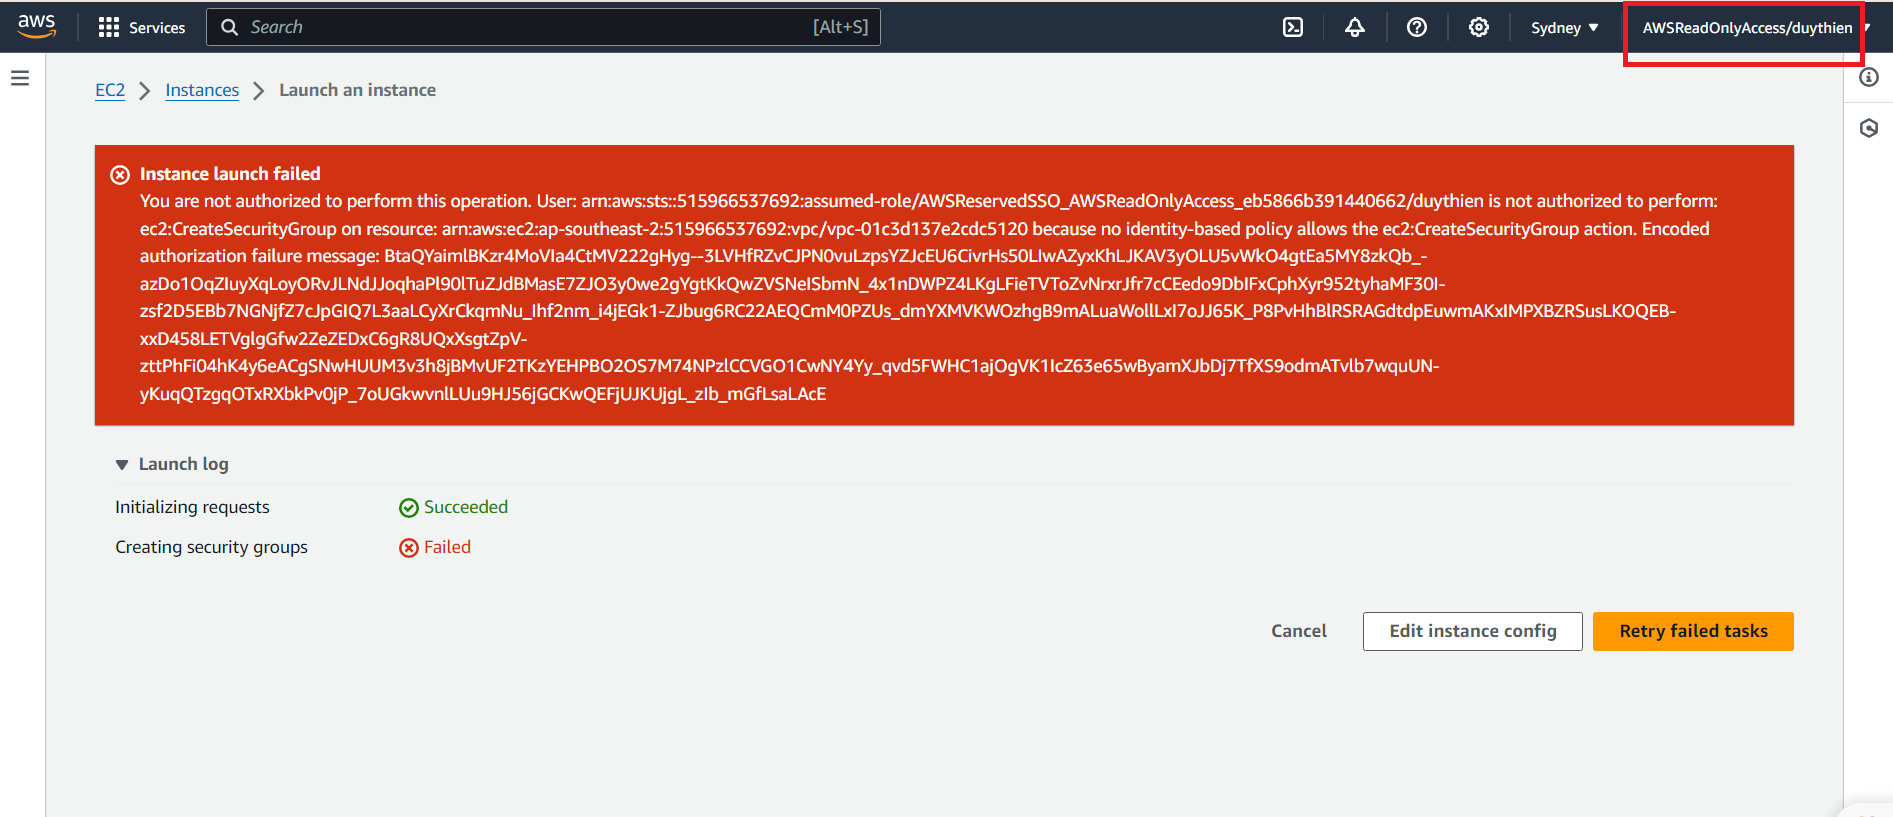 aws
Services
Search
[Alt+S]
Sydney
AWSReadOnlyAccess/duythien
EC2
Instances
Launch an instance
Instance launch failed
You are not authorized to perform this operation. User: arn:aws:sts::515966537692:assumed-role/AWSReservedSSO_AWSReadOnlyAccess_eb5866b391440662/duythien is not authorized to perform:
ec2:CreateSecurityGroup on resource: arn:aws:ec2:ap-southeast-2:515966537692:vpc/vpc-01c3d137e2cdc5120 because no identity-based policy allows the ec2:CreateSecurityGroup action. Encoded
authorization failure message: BtaQYaimlBKzr4MoVIa4CtMV222gHyg--3LVHfRZvCJPN0vuLzpsYZJcEU6CivrHs50LIwAZyxKhLJKAV3yOLU5vWkO4gtEa5MY8zkQb_-
azDo1OqZIuyXqLoyORvJLNdJJoqhaPl90lTuZJdBMasE7ZJO3y0we2gYgtKkQwZVSNeISbmN_4x1nDWPZ4LKgLFieTVToZvNrxrJfr7cCEedo9DbIFxCphXyr952tyhaMF30I-
zsf2D5EBb7NGNjfZ7cJpGIQ7L3aaLCyXrCkqmNu_Ihf2nm_i4jEGk1-ZJbug6RC22AEQCmM0PZUs_dmYXMVKWOzhgB9mALuaWollLxI7oJJ65K_P8PvHhBlRSRAGdtdpEuwmAKxIMPXBZRSusLKOQEB-
xxD458LETVglgGfw2ZeZEDxC6gR8UQxXsgtZpV-
zttPhFi04hK4y6eACgSNwHUUM3v3h8jBMvUF2TKzYEHPBO2OS7M74NPzlCCVGO1CwNY4Yy_qvd5FWHC1ajOgVK1IcZ63e65wByamXJbDj7TfXS9odmATvlb7wquUN-
yKuqQTzgqOTxRXbkPv0jP_7oUGkwvnlLUu9HJ56jGCKwQEFjUJKUjgL_zIb_mGfLsaLAcE
Launch log
Initializing requests
Succeeded
Creating security groups
Failed
Cancel
Edit instance config
Retry failed tasks